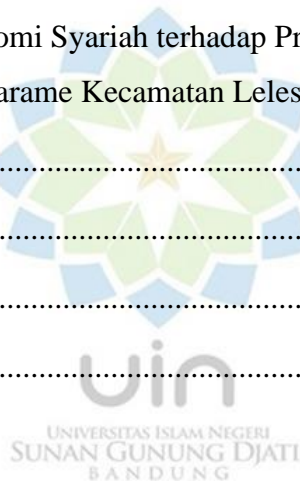 omi Syariah terhadap Pr
arame Kecamatan Leles
................................................
................................................
................................................
................................................
uin
UNIVERSITAS ISLAM NEGERI
SUNAN GUNUNG DJATI
BANDUNG